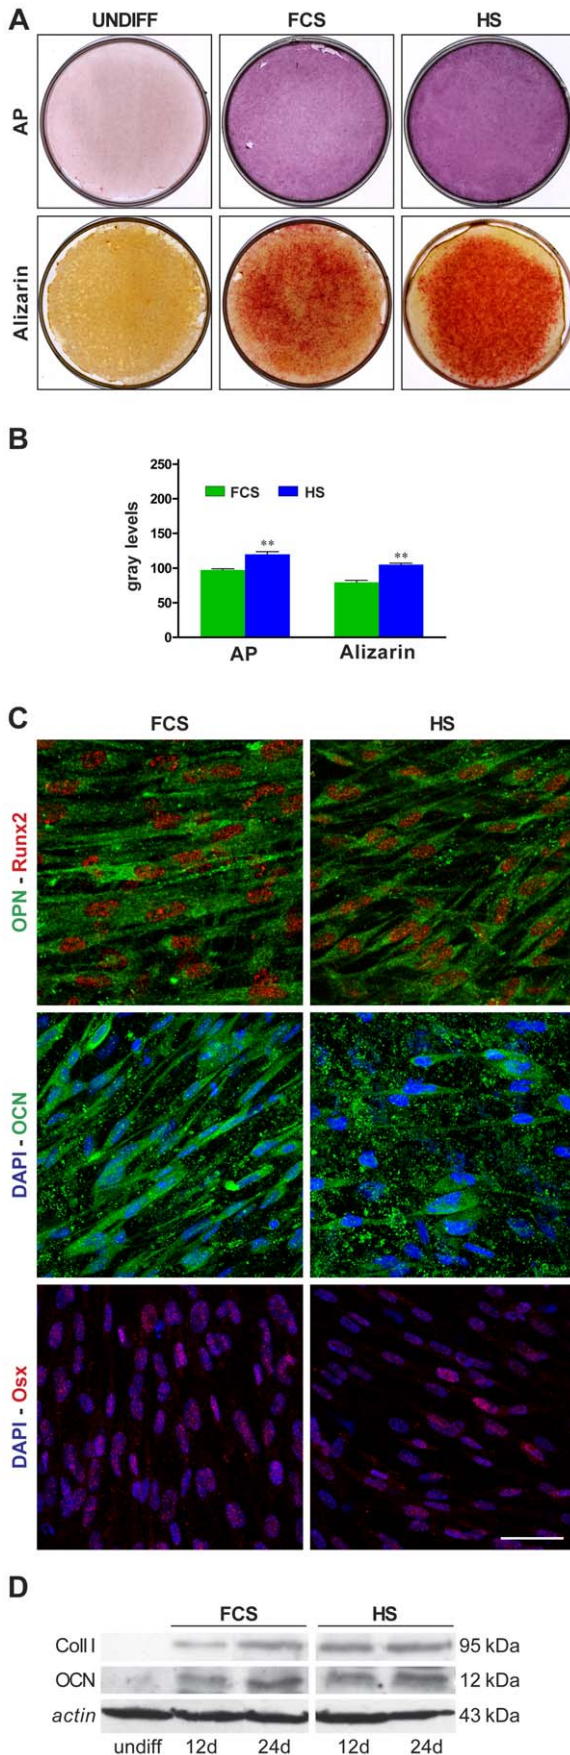 A
UNDIFF FCS HS
AP
Alizarin
B
250
200
150
100
50
0
gray levels
FCS HS
** **
AP Alizarin
C
FCS HS
OPN - Runx2
DAPI - OCN
DAPI - Osx
D
FCS HS
Coll I 95 kDa
OCN 12 kDa
actin 43 kDa
undiff 12d 24d 12d 24d